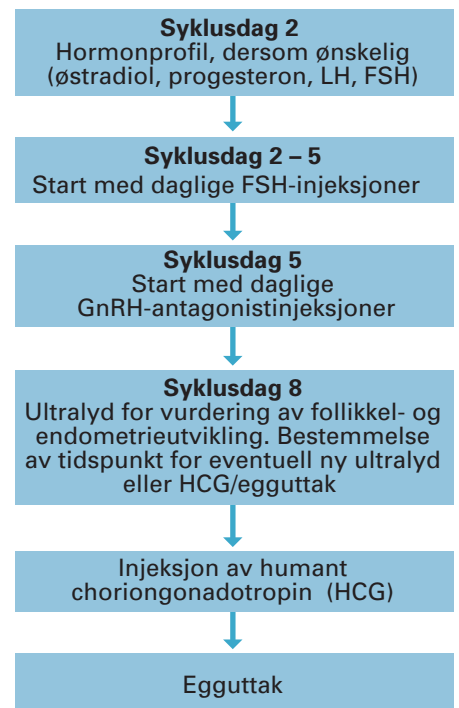 Syklusdag 2
Hormonprofil, dersom ønskelig
(østradiol, progesteron, LH, FSH)
Syklusdag 2 – 5
Start med daglige FSH-injeksjoner
Syklusdag 5
Start med daglige
GnRH-antagonistinjeksjoner
Syklusdag 8
Ultralyd for vurdering av follikkel- og
endometrieutvikling. Bestemmelse
av tidspunkt for eventuell ny ultralyd
eller HCG/egguttak
Injeksjon av humant
choriongonadotropin (HCG)
Egguttak